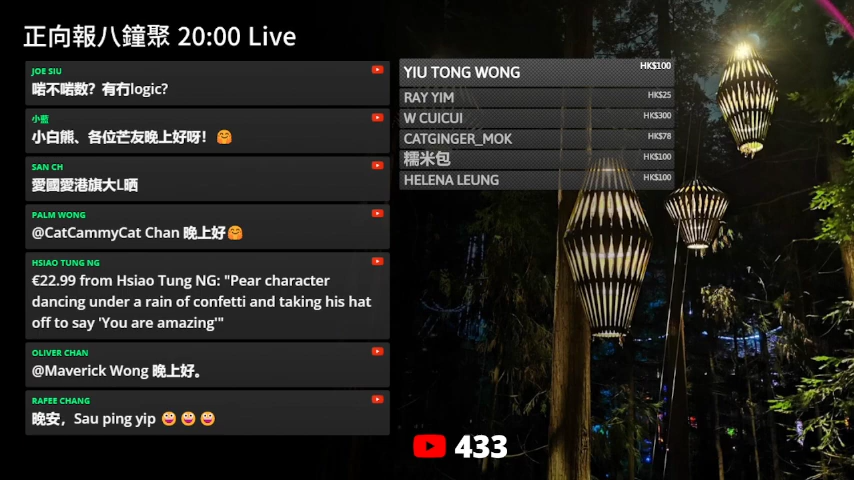 正向報八鐘聚 20:00 Live
JOE SIU
啱不啱数？有冇logic?
小藍
小白熊、各位芒友晚上好呀！🤗
SAN CH
愛國愛港旗大L晒
PALM WONG
@CatCammyCat Chan 晚上好🤗
HSIAO TUNG NG
€22.99 from Hsiao Tung NG: "Pear character
dancing under a rain of confetti and taking his hat
off to say 'You are amazing'"
OLIVER CHAN
@Maverick Wong 晚上好。
RAFEE CHANG
晚安，Sau ping yip
YIU TONG WONG HK$100
RAY YIM HK$25
W CUICUI HK$300
CATGINGER_MOK HK$78
糯米包 HK$100
HELENA LEUNG HK$100
433